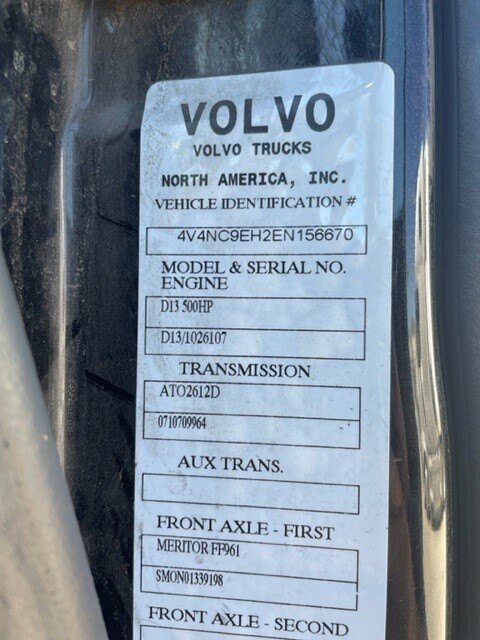 VOLVO
VOLVO TRUCKS
NORTH AMERICA, INC.
VEHICLE IDENTIFICATION #
4V4NC9EH2EN156670
MODEL & SERIAL NO.
ENGINE
D13 500HP
D13/1026107
TRANSMISSION
ATO2612D
0710709964
AUX TRANS.
FRONT AXLE - FIRST
MERITOR FF961
SMON01339198
FRONT AXLE - SECOND